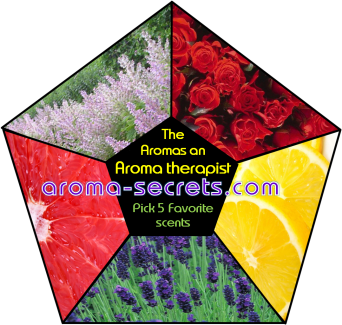 The
Aromas an
Aroma therapist
aroma-secrets.com
Pick 5 Favorite
scents